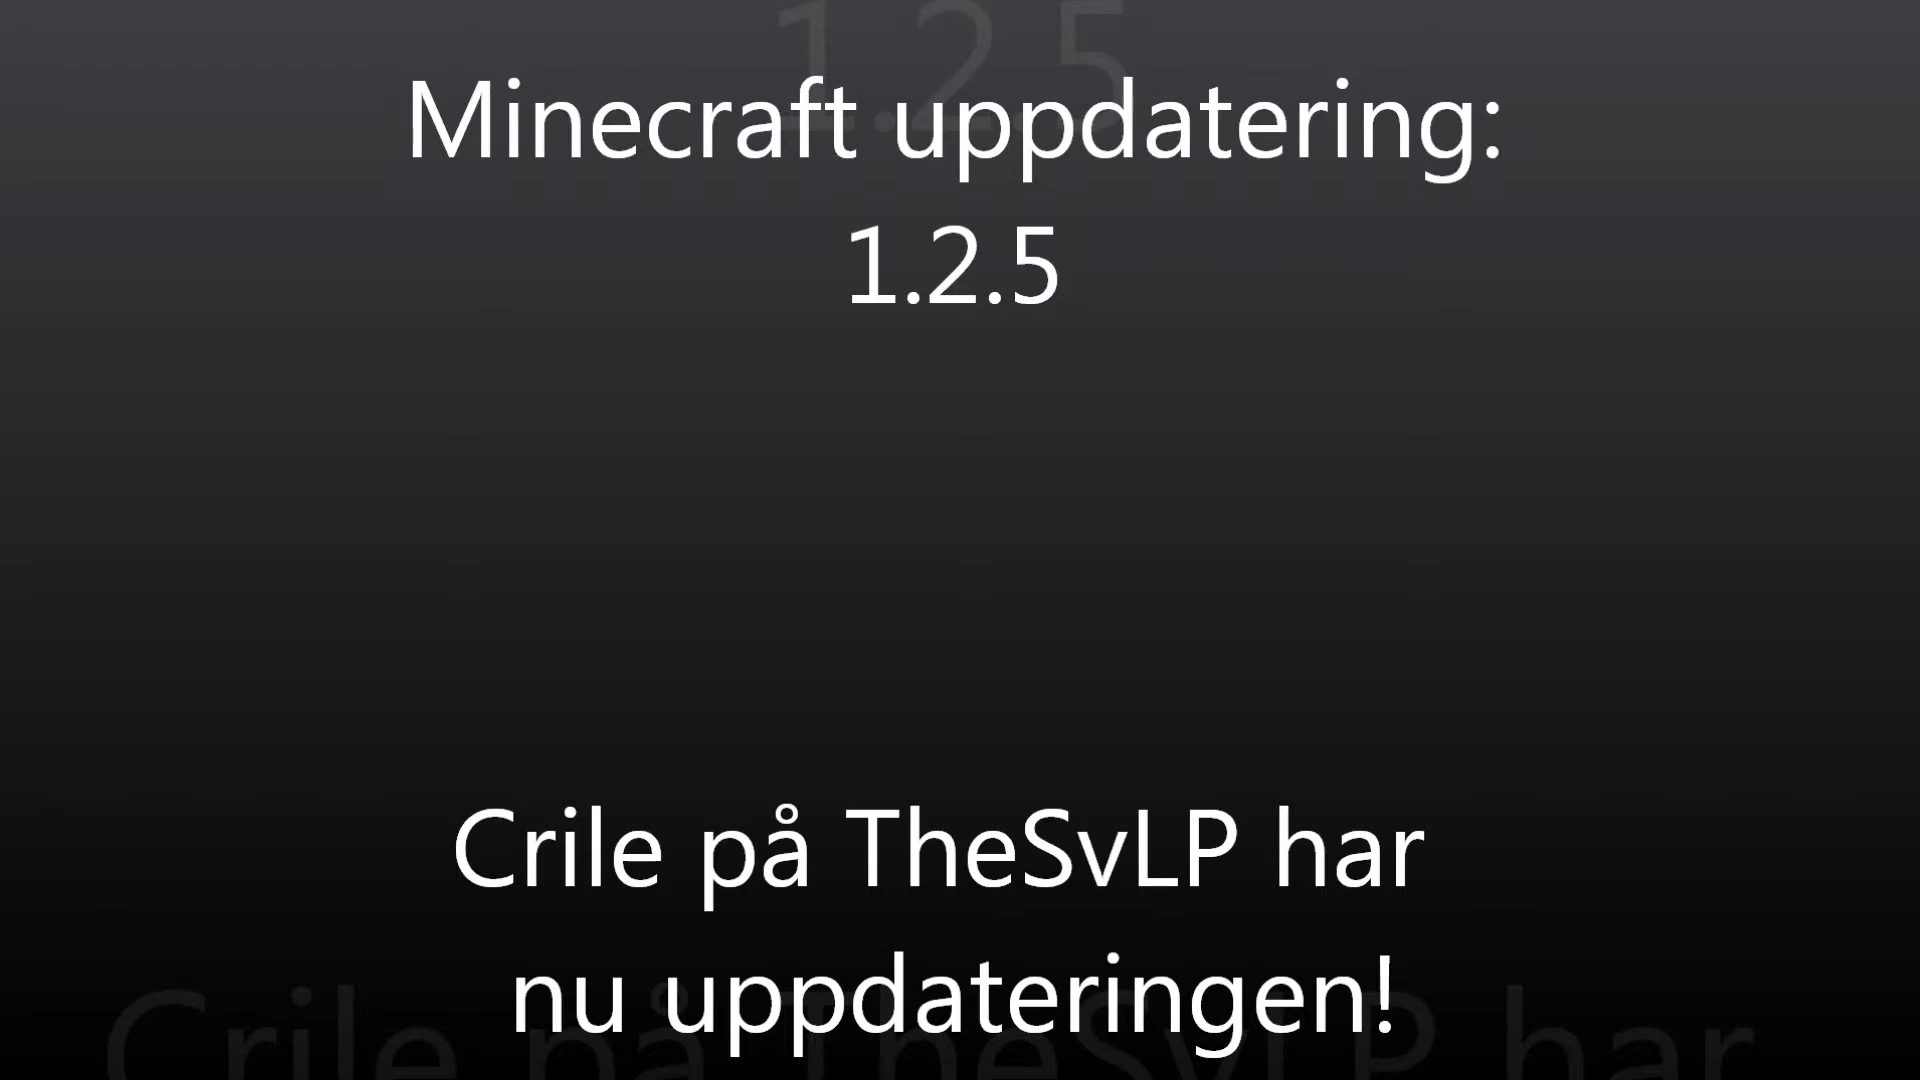 Minecraft uppdatering:
1.2.5
Crile på TheSvLP har
nu uppdateringen!